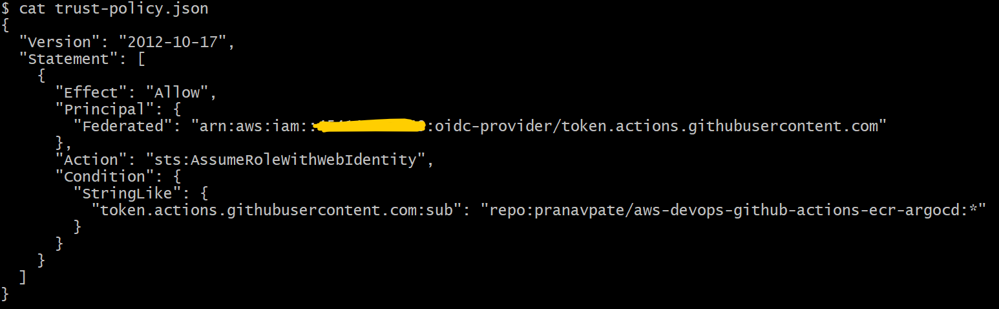 $ cat trust-policy.json
{
  "Version": "2012-10-17",
  "Statement": [
    {
      "Effect": "Allow",
      "Principal": {
        "Federated": "arn:aws:iam:::oidc-provider/token.actions.githubusercontent.com"
      },
      "Action": "sts:AssumeRoleWithWebIdentity",
      "Condition": {
        "StringLike": {
          "token.actions.githubusercontent.com:sub": "repo:pranavpate/aws-devops-github-actions-ecr-argocd:*"
        }
      }
    }
  ]
}